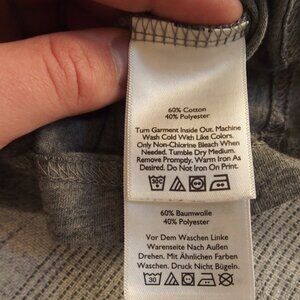 60% Cotton
40% Polyester
Turn Garment Inside Out. Machine
Wash Cold With Like Colors.
Only Non-Chlorine Bleach When
Needed. Tumble Dry Medium.
Remove Promptly, Warm Iron As
Desired. Do Not Iron On Print.
60% Baumwolle
40% Polyester
Vor Dem Waschen Linke
Warenseite Nach Außen
Drehen. Mit Ähnlichen Farben
Waschen. Druck Nicht Bügeln.
30